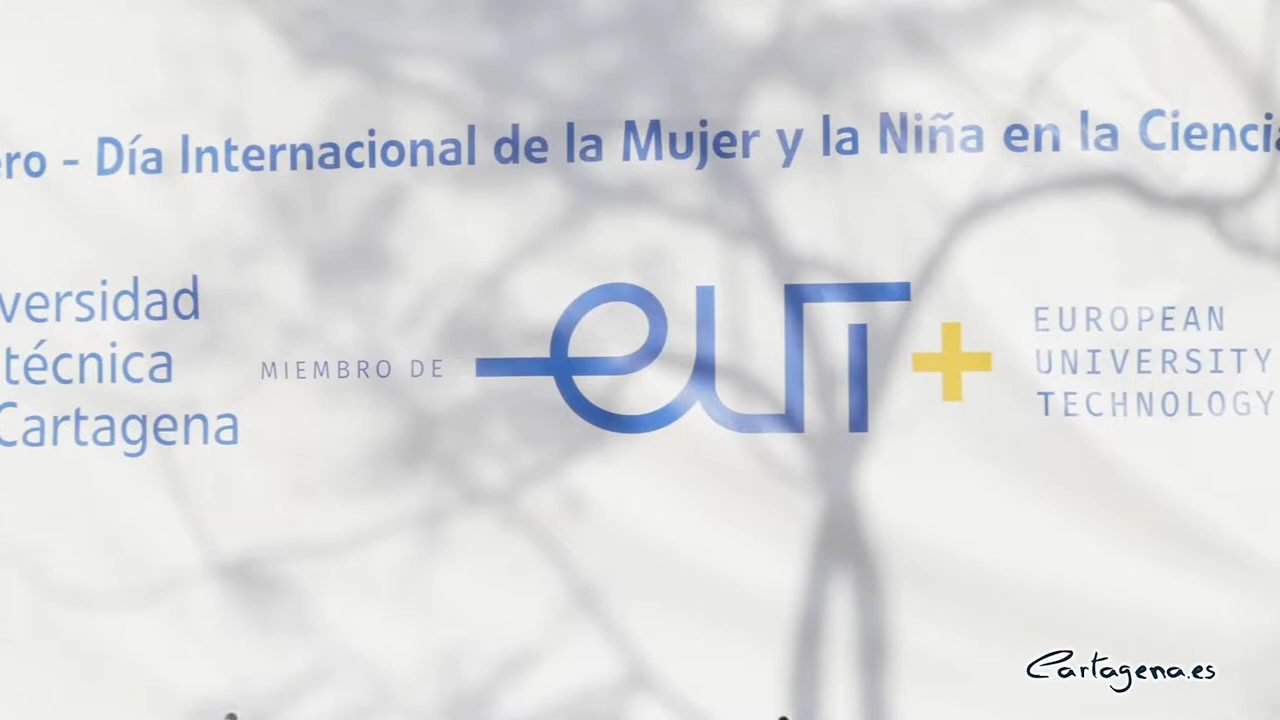 ero - Día Internacional de la Mujer y la Niña en la Ciencia
versidad
técnica
Cartagena
MIEMBRO DE
eut+
EUROPEAN
UNIVERSITY
TECHNOLOGY
Cartagena.es